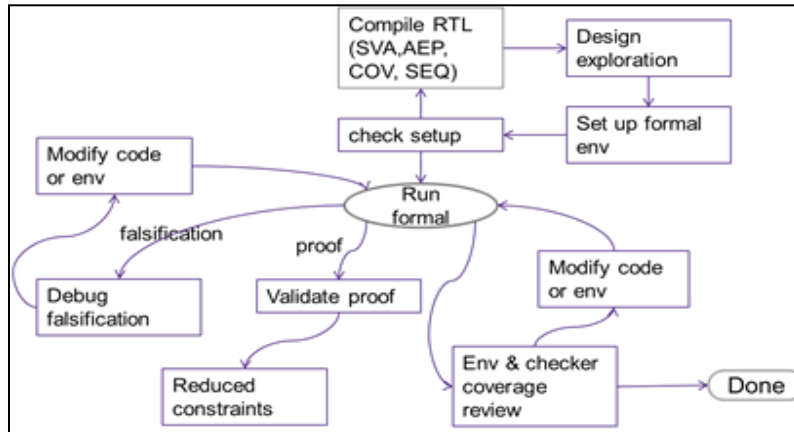 Compile RTL
(SVA,AEP,
COV, SEQ)
Design
exploration
check setup
Set up formal
env
Modify code
or env
Run
formal
falsification
proof
Modify code
or env
Debug
falsification
Validate proof
Reduced
constraints
Env & checker
coverage
review
Done